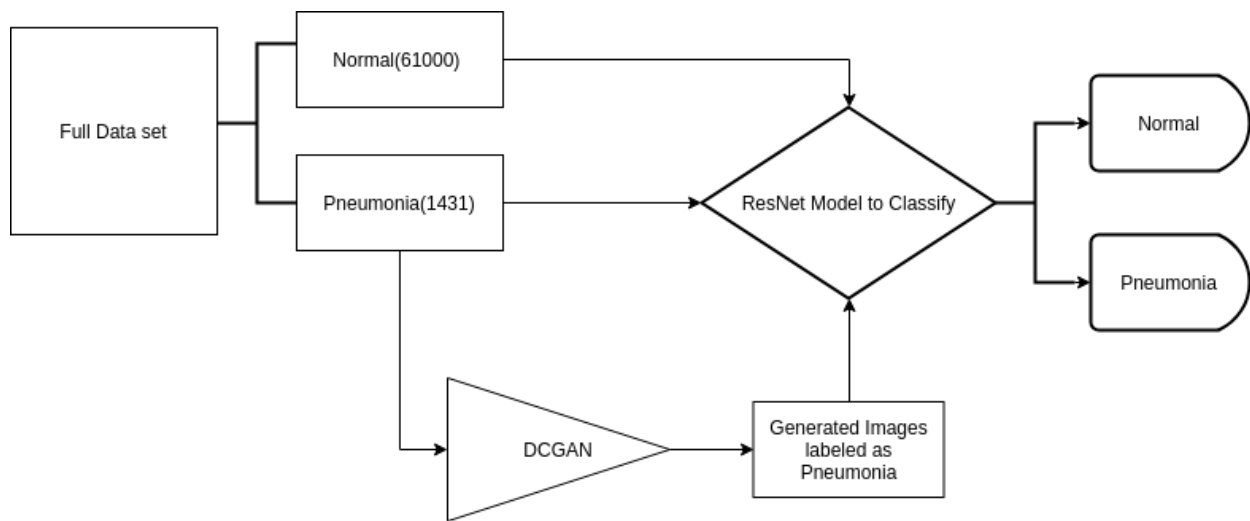 Full Data set
Normal(61000)
Pneumonia(1431)
ResNet Model to Classify
Normal
Pneumonia
DCGAN
Generated Images
labeled as
Pneumonia